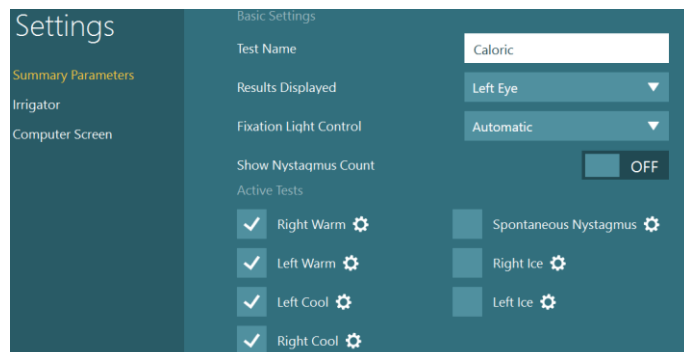 Settings
Summary Parameters
Irrigator
Computer Screen
Basic Settings
Test Name
Caloric
Results Displayed
Left Eye
Fixation Light Control
Automatic
Show Nystagmus Count
OFF
Active Tests
Right Warm
Spontaneous Nystagmus
Left Warm
Right Ice
Left Cool
Left Ice
Right Cool